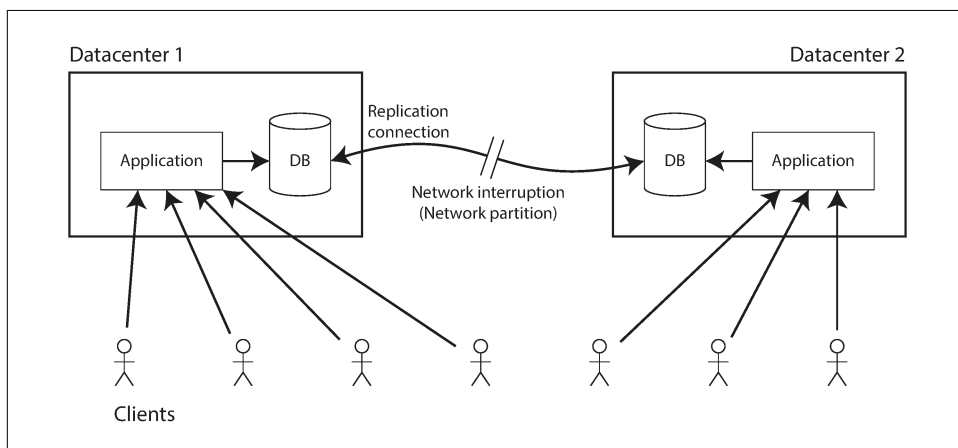 Datacenter 1
Datacenter 2
Replication
connection
Application
DB
DB
Application
Network interruption
(Network partition)
Clients